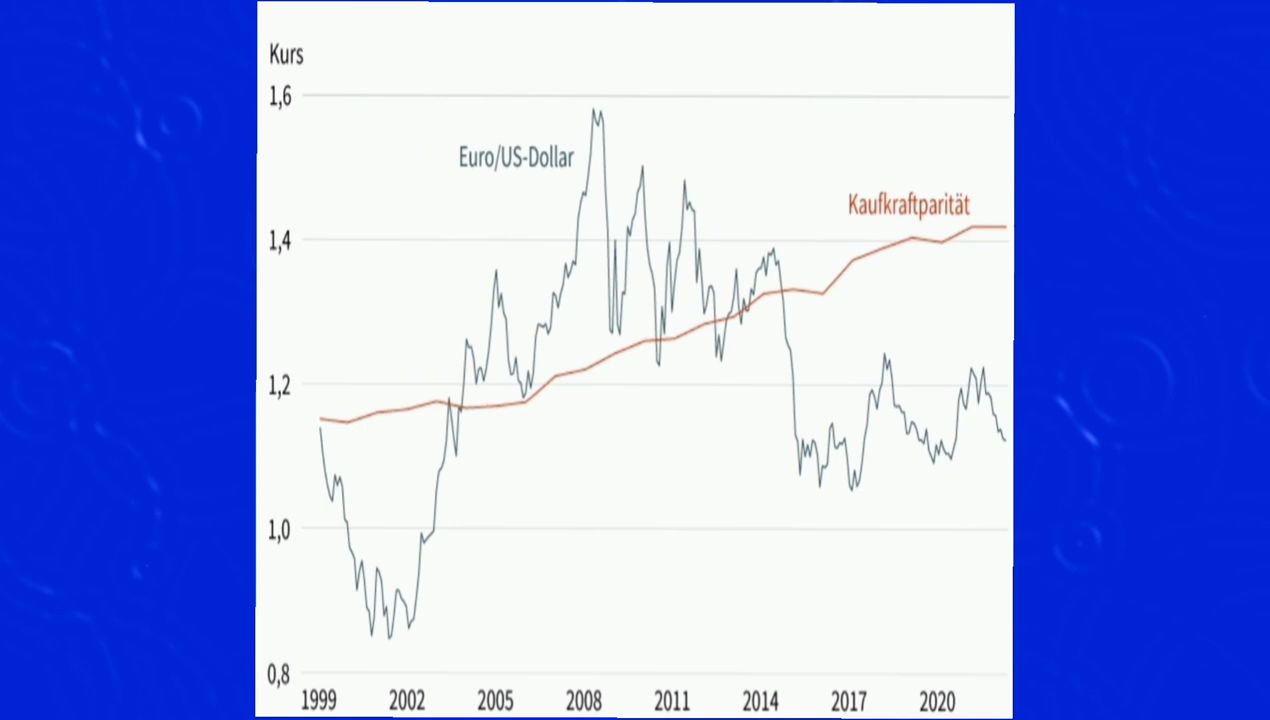 Kurs
1,6
Euro/US-Dollar
Kaufkraftparität
1,4
1,2
1,0
0,8
1999 2002 2005 2008 2011 2014 2017 2020